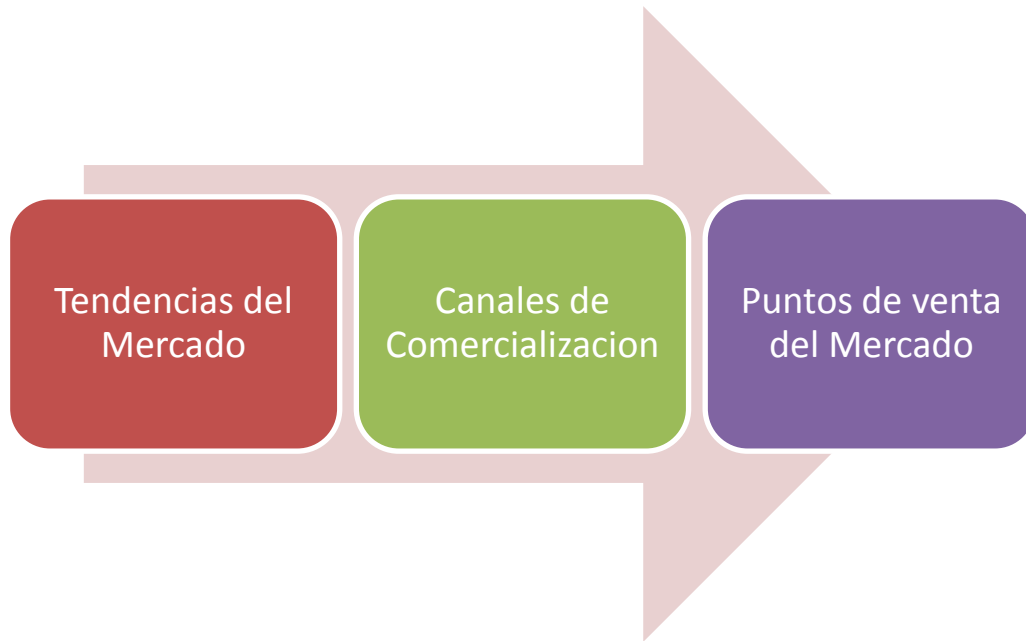 Tendencias del
Mercado
Canales de
Comercializacion
Puntos de venta
del Mercado